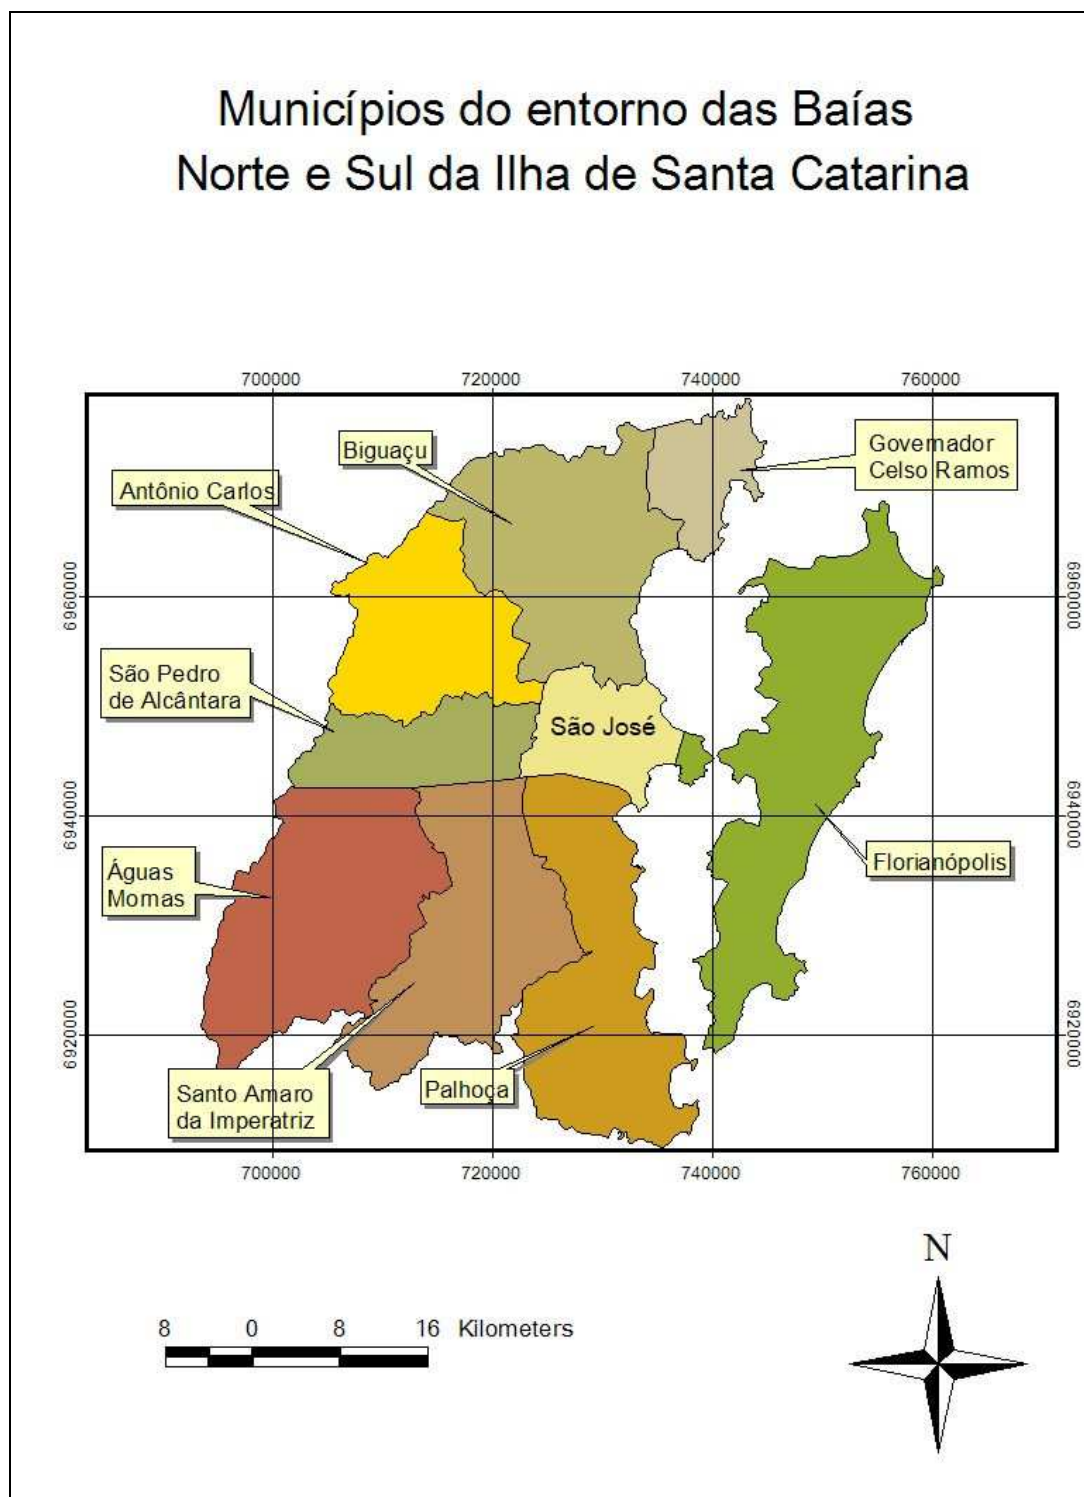 Municípios do entorno das Baías
Norte e Sul da Ilha de Santa Catarina
700000 720000 740000 760000
Biguaçu
Governador
Celso Ramos
Antônio Carlos
6960000 6960000
São Pedro
de Alcântara
São José
6940000 6940000
Águas
Mornas
Florianópolis
6920000 6920000
Santo Amaro
da Imperatriz
Palhoça
700000 720000 740000 760000
N
8 0 8 16 Kilometers